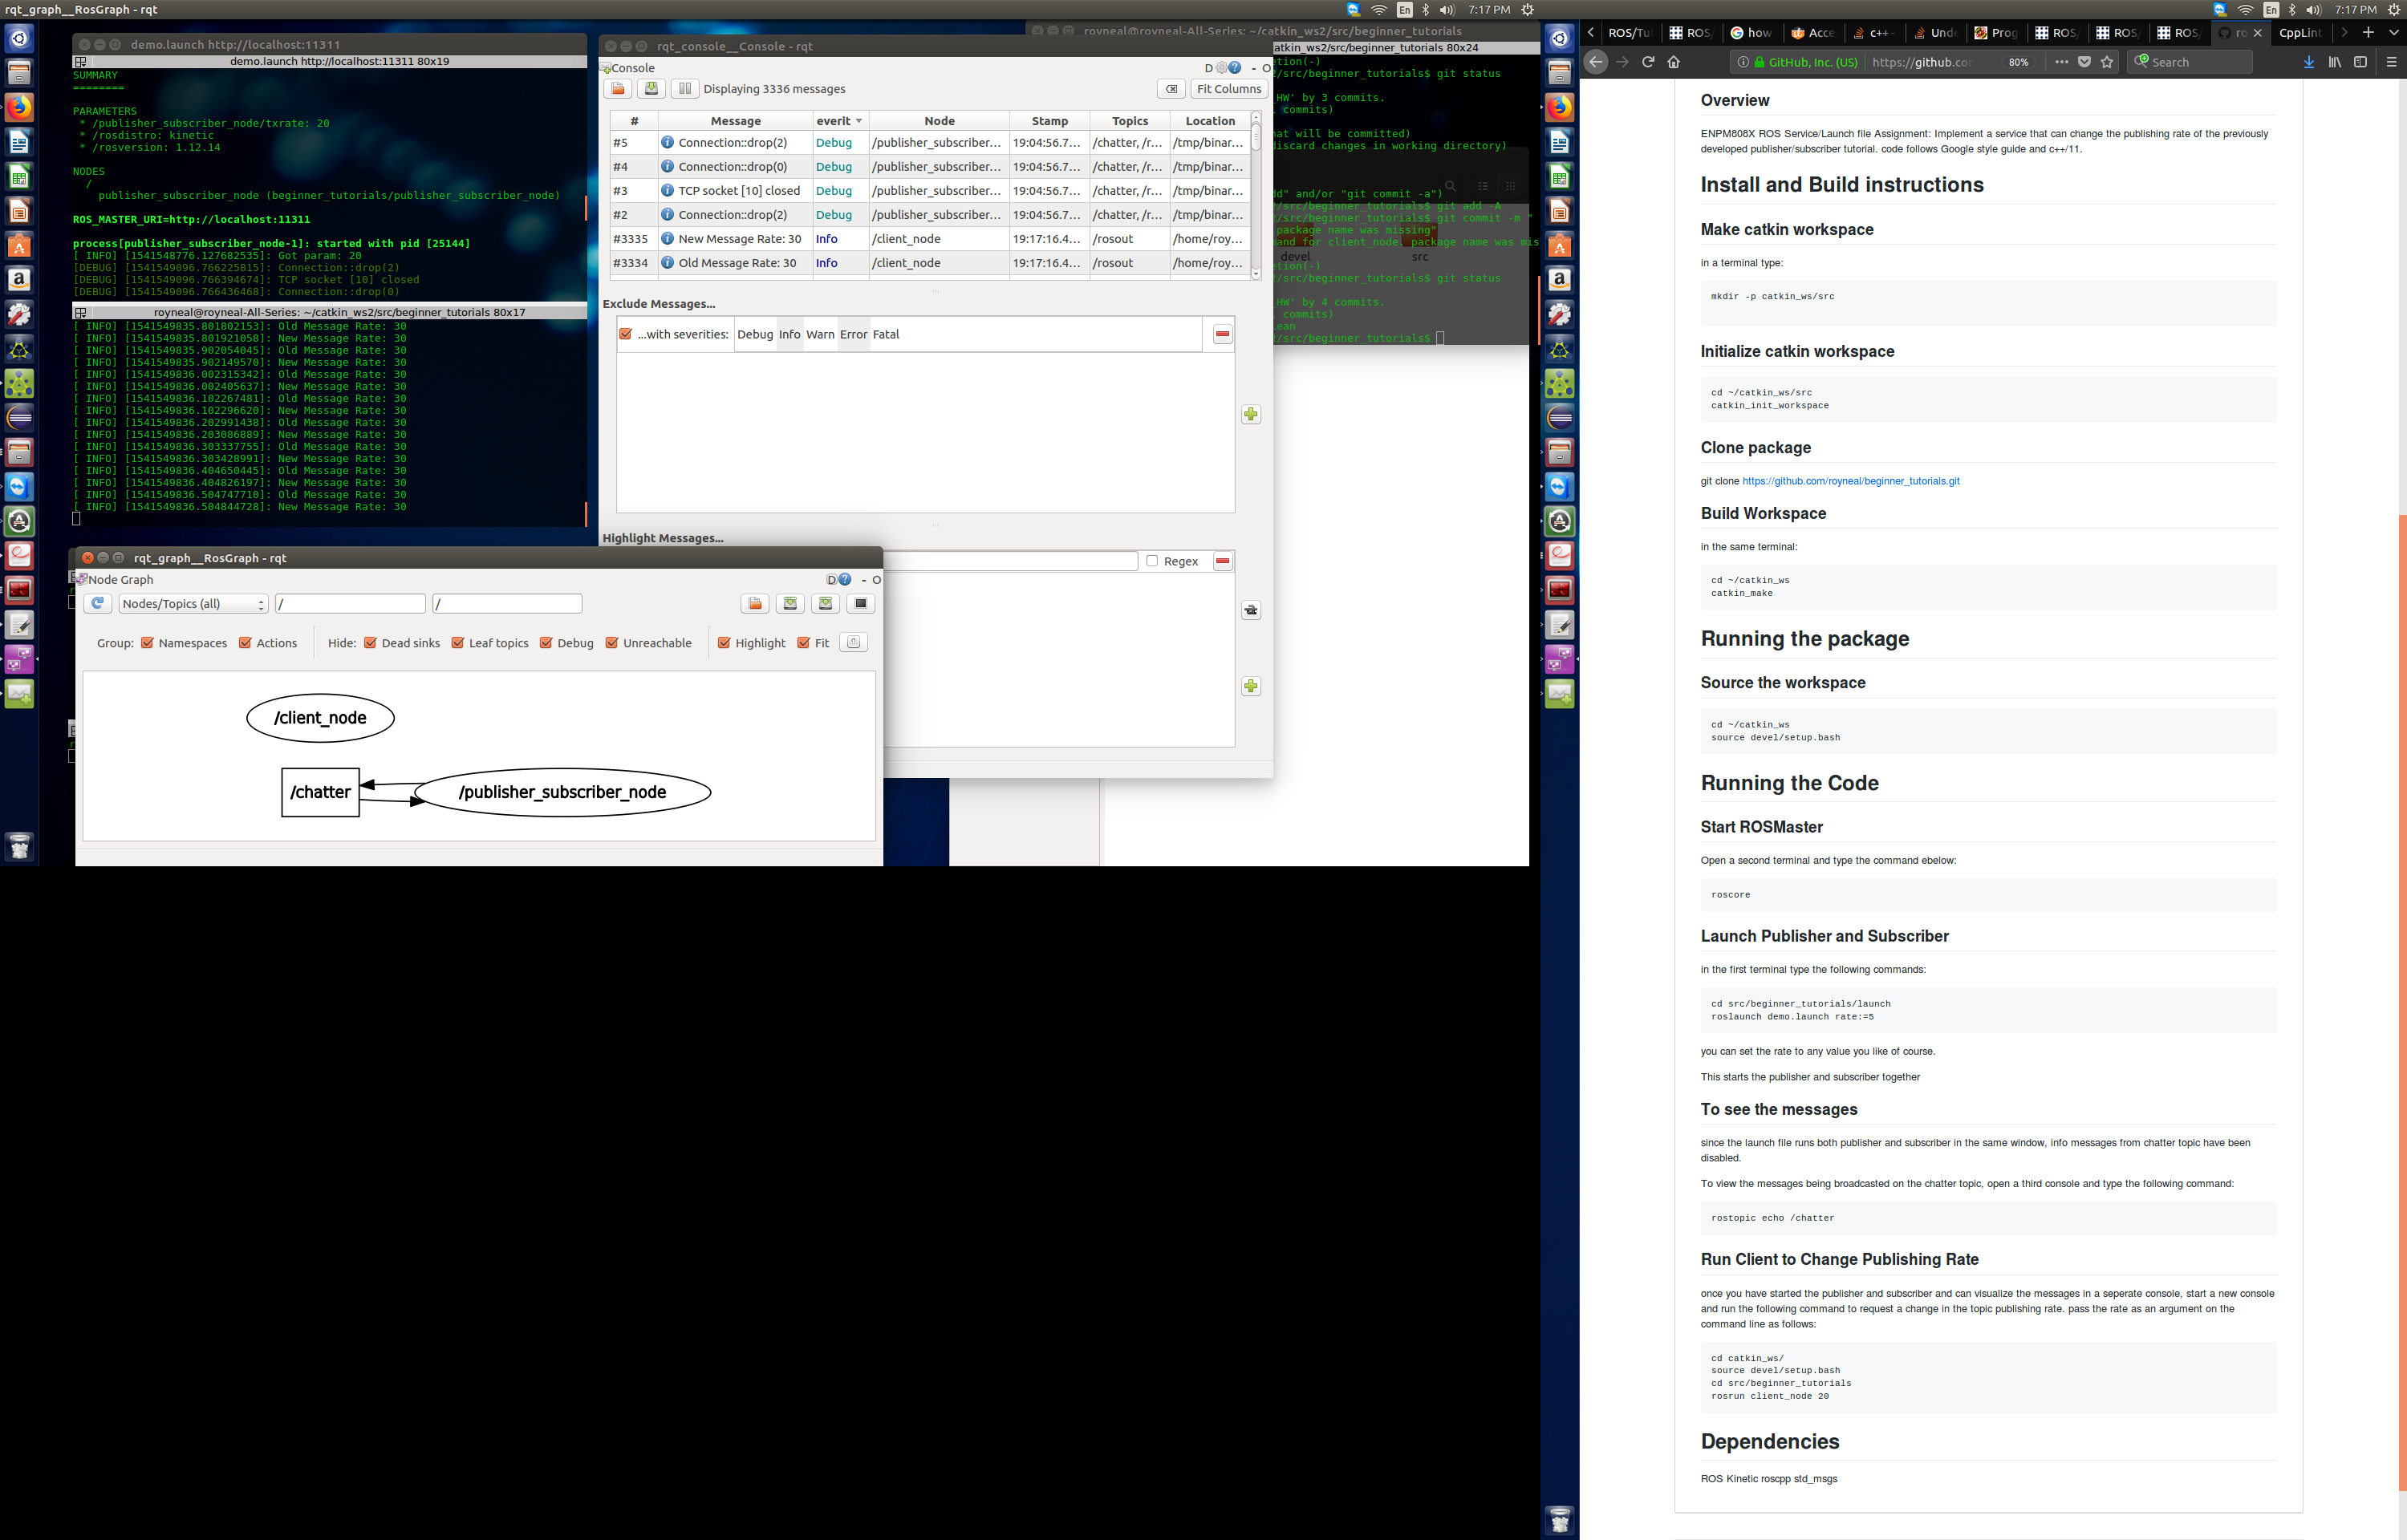 rqt_graph__RosGraph - rqt
En
7:17 PM
En
7:17 PM
demo.launch http://localhost:11311
demo.launch http://localhost:11311 80x19
SUMMARY
========
PARAMETERS
* /publisher_subscriber_node/txrate: 20
* /rosdistro: kinetic
* /rosversion: 1.12.14
NODES
/
publisher_subscriber_node (beginner_tutorials/publisher_subscriber_node)
ROS_MASTER_URI=http://localhost:11311
process[publisher_subscriber_node-1]: started with pid [25144]
[ INFO] [1541548776.127682535]: Got param: 20
[DEBUG] [1541549096.766225815]: Connection::drop(2)
[DEBUG] [1541549096.766394674]: TCP socket [10] closed
[DEBUG] [1541549096.766436468]: Connection::drop(0)
royneal@royneal-All-Series: ~/catkin_ws2/src/beginner_tutorials 80x17
[ INFO] [1541549835.801802153]: Old Message Rate: 30
[ INFO] [1541549835.801921058]: New Message Rate: 30
[ INFO] [1541549835.902054045]: Old Message Rate: 30
[ INFO] [1541549835.902149570]: New Message Rate: 30
[ INFO] [1541549836.002315342]: Old Message Rate: 30
[ INFO] [1541549836.002405637]: New Message Rate: 30
[ INFO] [1541549836.102267481]: Old Message Rate: 30
[ INFO] [1541549836.102296620]: New Message Rate: 30
[ INFO] [1541549836.202991438]: Old Message Rate: 30
[ INFO] [1541549836.203086889]: New Message Rate: 30
[ INFO] [1541549836.303337755]: Old Message Rate: 30
[ INFO] [1541549836.303428991]: New Message Rate: 30
[ INFO] [1541549836.404650445]: Old Message Rate: 30
[ INFO] [1541549836.404826197]: New Message Rate: 30
[ INFO] [1541549836.504747710]: Old Message Rate: 30
[ INFO] [1541549836.504844728]: New Message Rate: 30
rqt_console__Console - rqt
Console
D - O
Displaying 3336 messages
Fit Columns
# Message everit Node Stamp Topics Location
#5 Connection::drop(2) Debug /publisher_subscriber... 19:04:56.7... /chatter, /r... /tmp/binar...
#4 Connection::drop(0) Debug /publisher_subscriber... 19:04:56.7... /chatter, /r... /tmp/binar...
#3 TCP socket [10] closed Debug /publisher_subscriber... 19:04:56.7... /chatter, /r... /tmp/binar...
#2 Connection::drop(2) Debug /publisher_subscriber... 19:04:56.7... /chatter, /r... /tmp/binar...
#3335 New Message Rate: 30 Info /client_node 19:17:16.4... /rosout /home/roy...
#3334 Old Message Rate: 30 Info /client_node 19:17:16.4... /rosout /home/roy...
Exclude Messages...
...with severities: Debug Info Warn Error Fatal
Highlight Messages...
Regex
royneal@royneal-All-Series: ~/catkin_ws2/src/beginner_tutorials
atkin_ws2/src/beginner_tutorials 80x24
etion(-)
2/src/beginner_tutorials$ git status
HW' by 3 commits.
commits)
hat will be committed)
discard changes in working directory)
dd" and/or "git commit -a")
2/src/beginner_tutorials$ git add -A
2/src/beginner_tutorials$ git commit -m "
package name was missing"
mand for client_node. package name was mis
devel
src
etion(-)
2/src/beginner_tutorials$ git status
HW' by 4 commits.
commits)
lean
2/src/beginner_tutorials$
rqt_graph__RosGraph - rqt
Node Graph
D - O
Nodes/Topics (all) / /
Group: Namespaces Actions Hide: Dead sinks Leaf topics Debug Unreachable Highlight Fit
/client_node
/chatter
/publisher_subscriber_node
ROS/Tu ROS/ how Acce c++ - Unde Prog ROS/ ROS/ ROS/ ro CppLint
GitHub, Inc. (US) https://github.co 80% Search
Overview
ENPM808X ROS Service/Launch file Assignment: Implement a service that can change the publishing rate of the previously
developed publisher/subscriber tutorial. code follows Google style guide and c++/11.
Install and Build instructions
Make catkin workspace
in a terminal type:
mkdir -p catkin_ws/src
Initialize catkin workspace
cd ~/catkin_ws/src
catkin_init_workspace
Clone package
git clone https://github.com/royneal/beginner_tutorials.git
Build Workspace
in the same terminal:
cd ~/catkin_ws
catkin_make
Running the package
Source the workspace
cd ~/catkin_ws
source devel/setup.bash
Running the Code
Start ROSMaster
Open a second terminal and type the command ebelow:
roscore
Launch Publisher and Subscriber
in the first terminal type the following commands:
cd src/beginner_tutorials/launch
roslaunch demo.launch rate:=5
you can set the rate to any value you like of course.
This starts the publisher and subscriber together
To see the messages
since the launch file runs both publisher and subscriber in the same window, info messages from chatter topic have been
disabled.
To view the messages being broadcasted on the chatter topic, open a third console and type the following command:
rostopic echo /chatter
Run Client to Change Publishing Rate
once you have started the publisher and subscriber and can visualize the messages in a seperate console, start a new console
and run the following command to request a change in the topic publishing rate. pass the rate as an argument on the
command line as follows:
cd catkin_ws/
source devel/setup.bash
cd src/beginner_tutorials
rosrun client_node 20
Dependencies
ROS Kinetic roscpp std_msgs